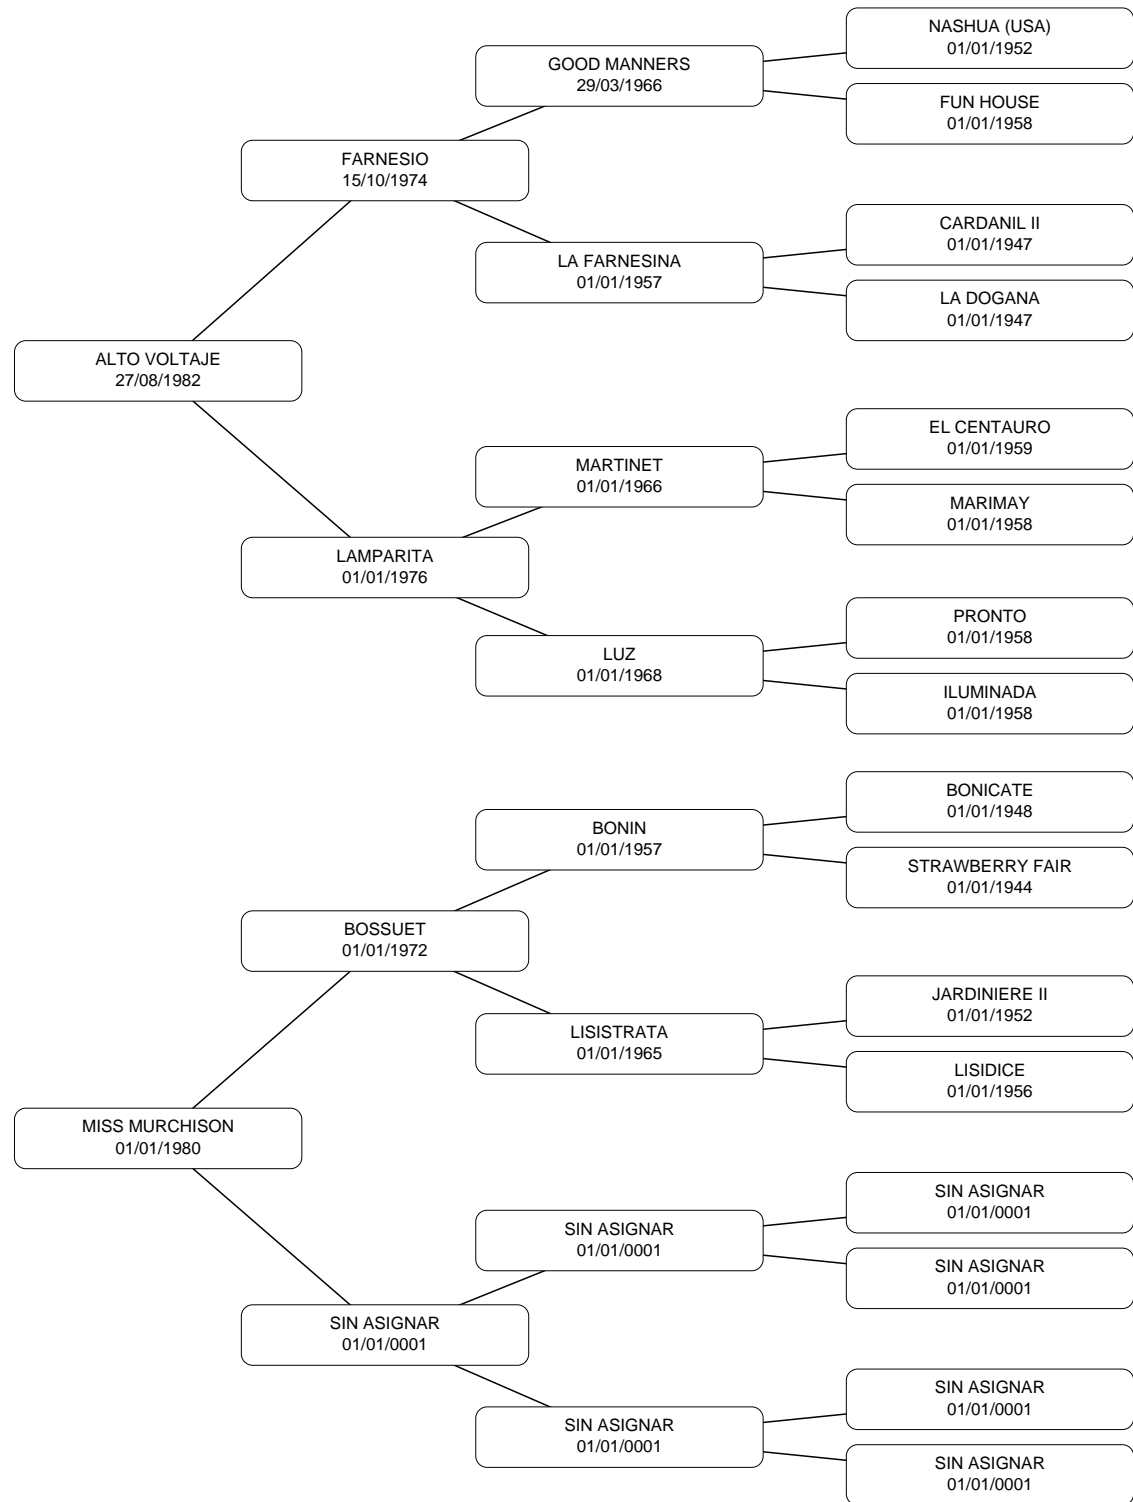 NASHUA (USA)
01/01/1952
GOOD MANNERS
29/03/1966
FUN HOUSE
01/01/1958
FARNESIO
15/10/1974
CARDANIL II
01/01/1947
LA FARNESINA
01/01/1957
LA DOGANA
01/01/1947
ALTO VOLTAJE
27/08/1982
EL CENTAURO
01/01/1959
MARTINET
01/01/1966
MARIMAY
01/01/1958
LAMPARITA
01/01/1976
PRONTO
01/01/1958
LUZ
01/01/1968
ILUMINADA
01/01/1958
BONICATE
01/01/1948
BONIN
01/01/1957
STRAWBERRY FAIR
01/01/1944
BOSSUET
01/01/1972
JARDINIERE II
01/01/1952
LISISTRATA
01/01/1965
LISIDICE
01/01/1956
MISS MURCHISON
01/01/1980
SIN ASIGNAR
01/01/0001
SIN ASIGNAR
01/01/0001
SIN ASIGNAR
01/01/0001
SIN ASIGNAR
01/01/0001
SIN ASIGNAR
01/01/0001
SIN ASIGNAR
01/01/0001
SIN ASIGNAR
01/01/0001